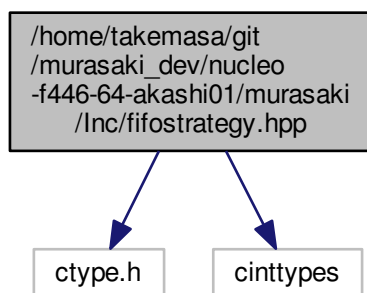 /home/takemasa/git
/murasaki_dev/nucleo
-f446-64-akashi01/murasaki
/Inc/fifostrategy.hpp
ctype.h
cinttypes